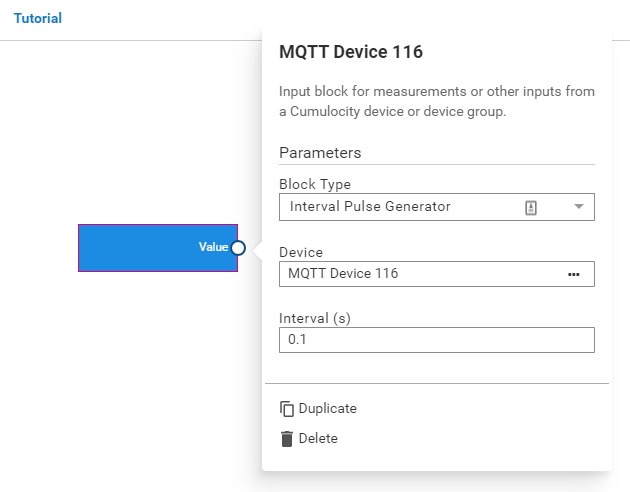 Tutorial
MQTT Device 116
Input block for measurements or other inputs from
a Cumulocity device or device group.
Parameters
Block Type
Interval Pulse Generator
Value
Device
MQTT Device 116
Interval (s)
0.1
Duplicate
Delete